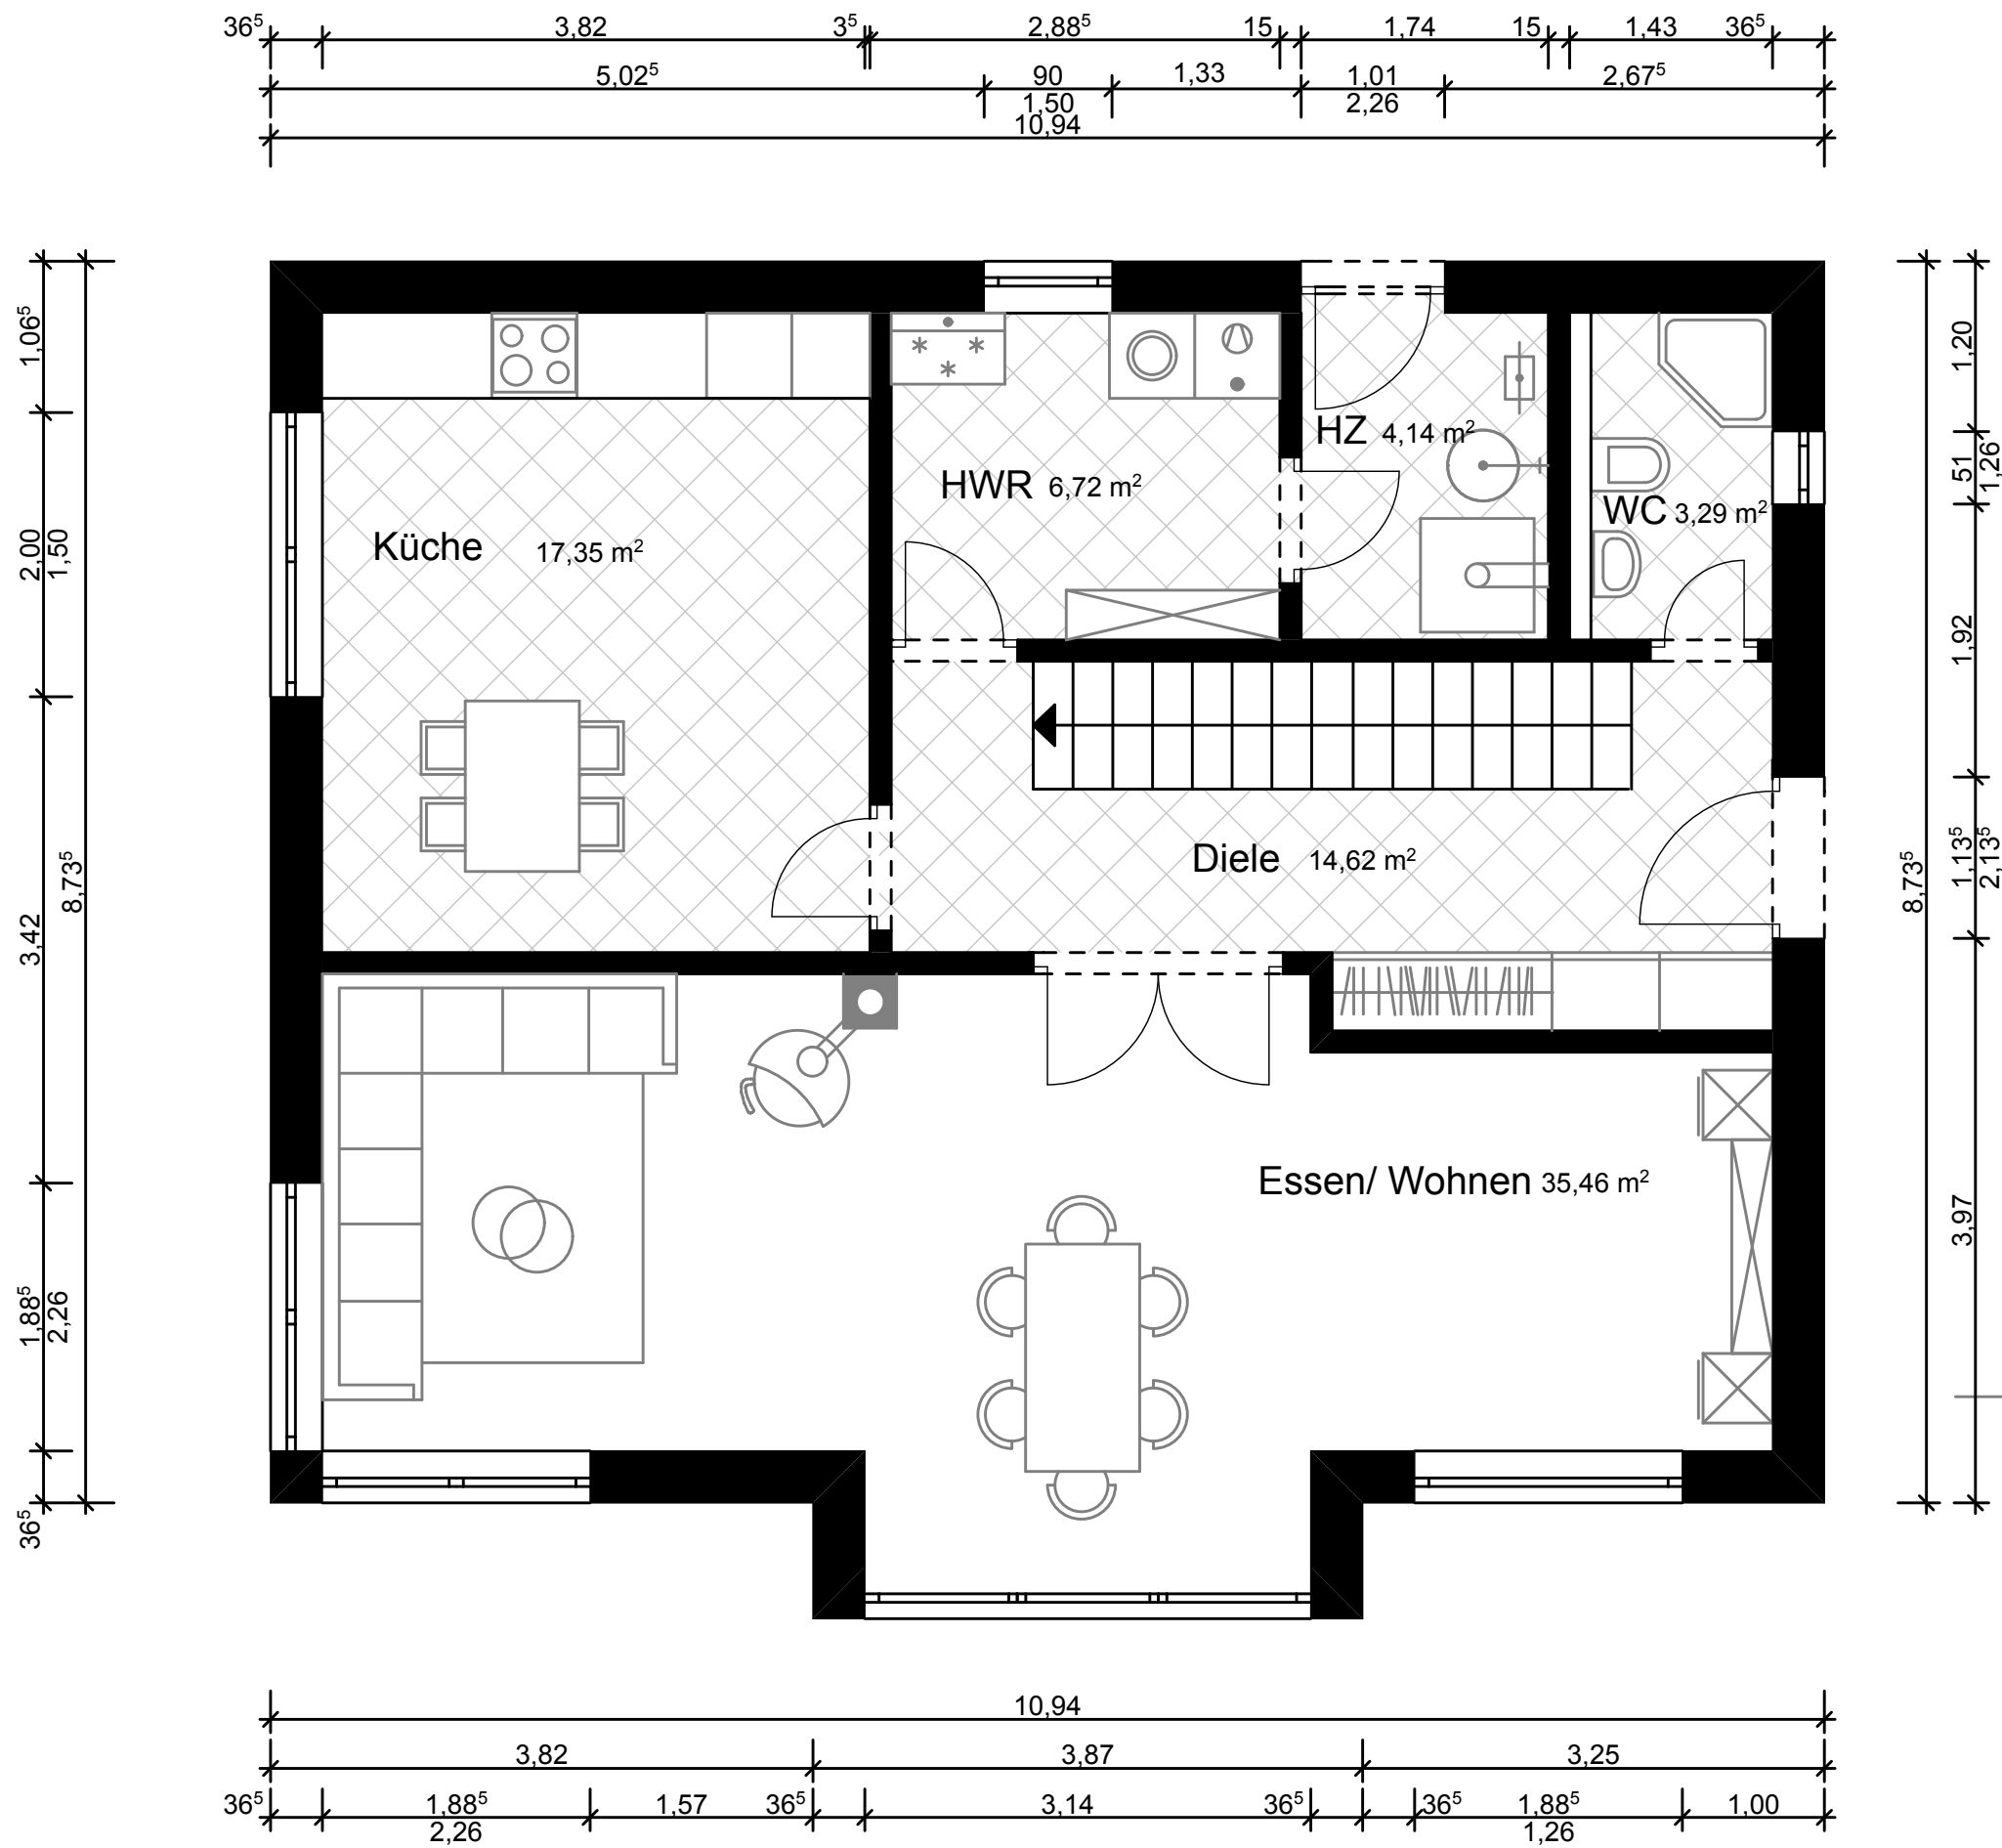 36⁵ 3,82 3⁵ 2,88⁵ 15 1,74 15 1,43 36⁵
5,02⁵ 90 1,33 1,01 2,67⁵
1,50 2,26
10,94
1,06⁵
2,00
1,50
3,42
8,73⁵
1,88⁵
2,26
36⁵
HZ 4,14 m²
HWR 6,72 m²
WC 3,29 m²
Küche 17,35 m²
Diele 14,62 m²
Essen/ Wohnen 35,46 m²
1,20
51
1,26
1,92
1,13⁵
2,13⁵
8,73⁵
3,97
10,94
3,82 3,87 3,25
36⁵ 1,88⁵ 1,57 36⁵ 3,14 36⁵ 36⁵ 1,88⁵ 1,00
2,26 1,26